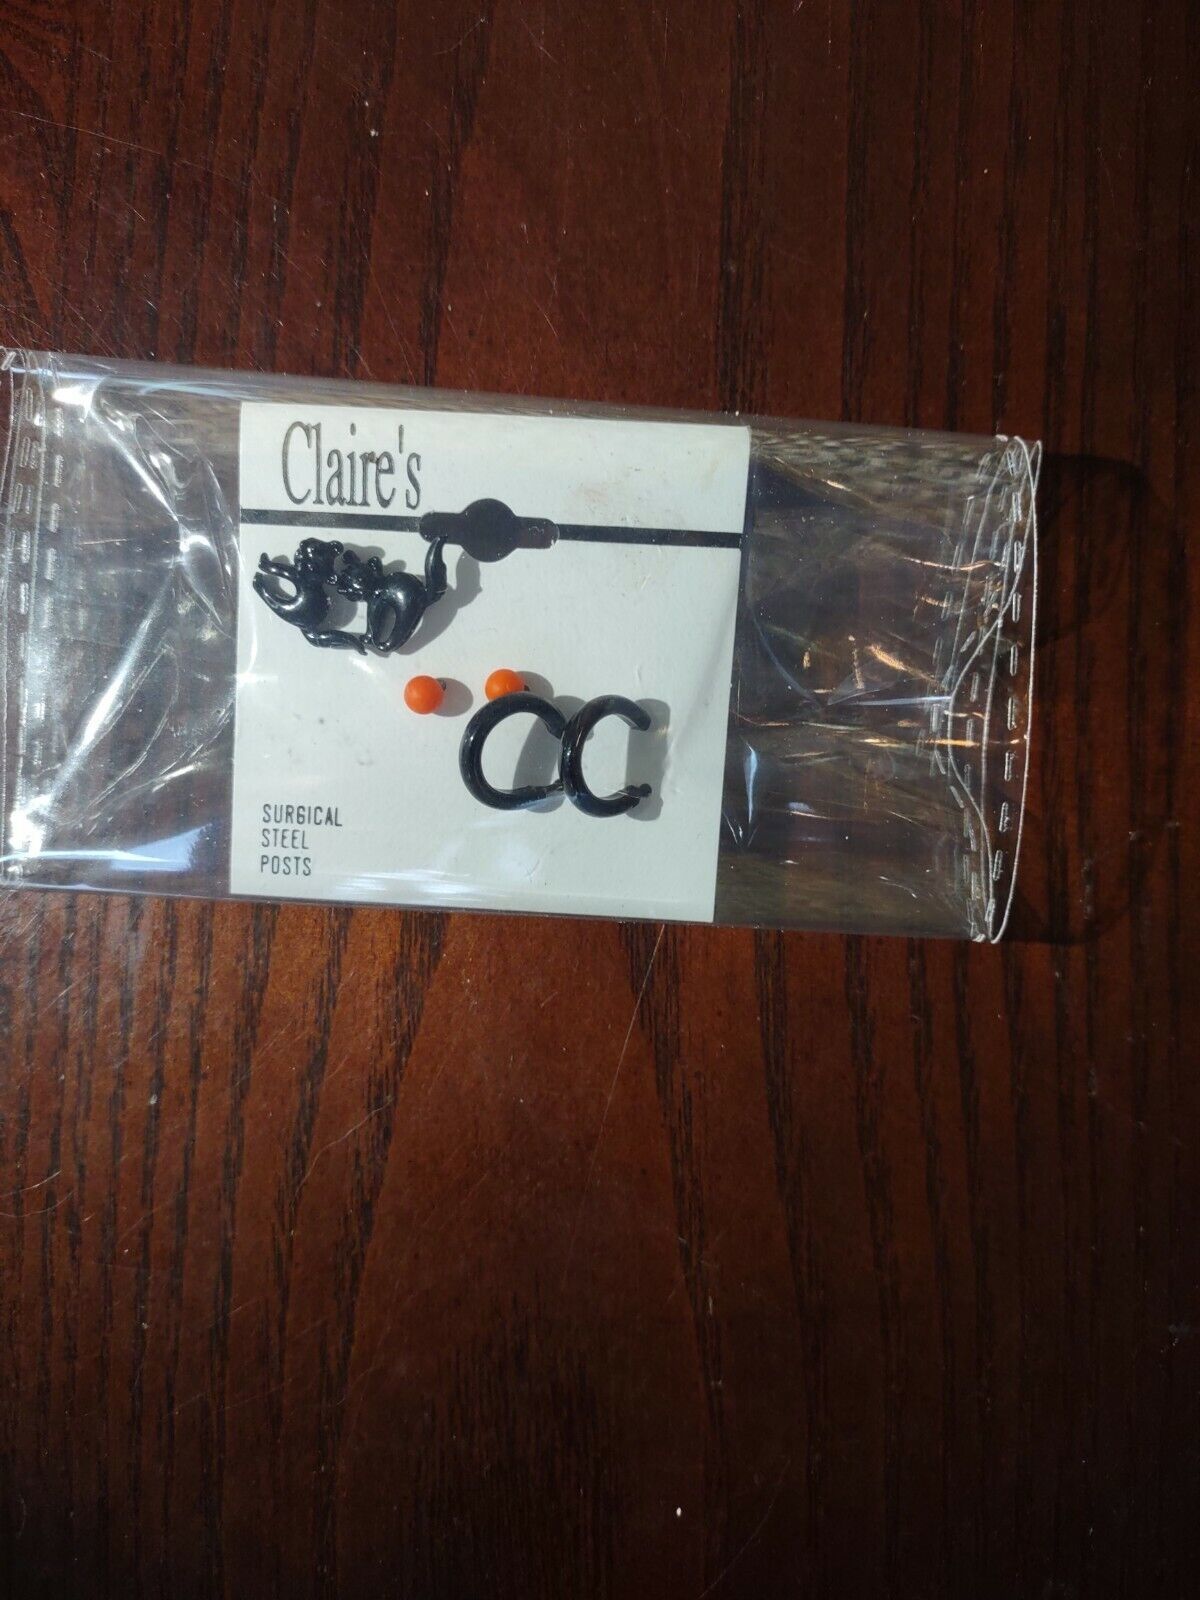 Claire's
SURGICAL
STEEL
POSTS